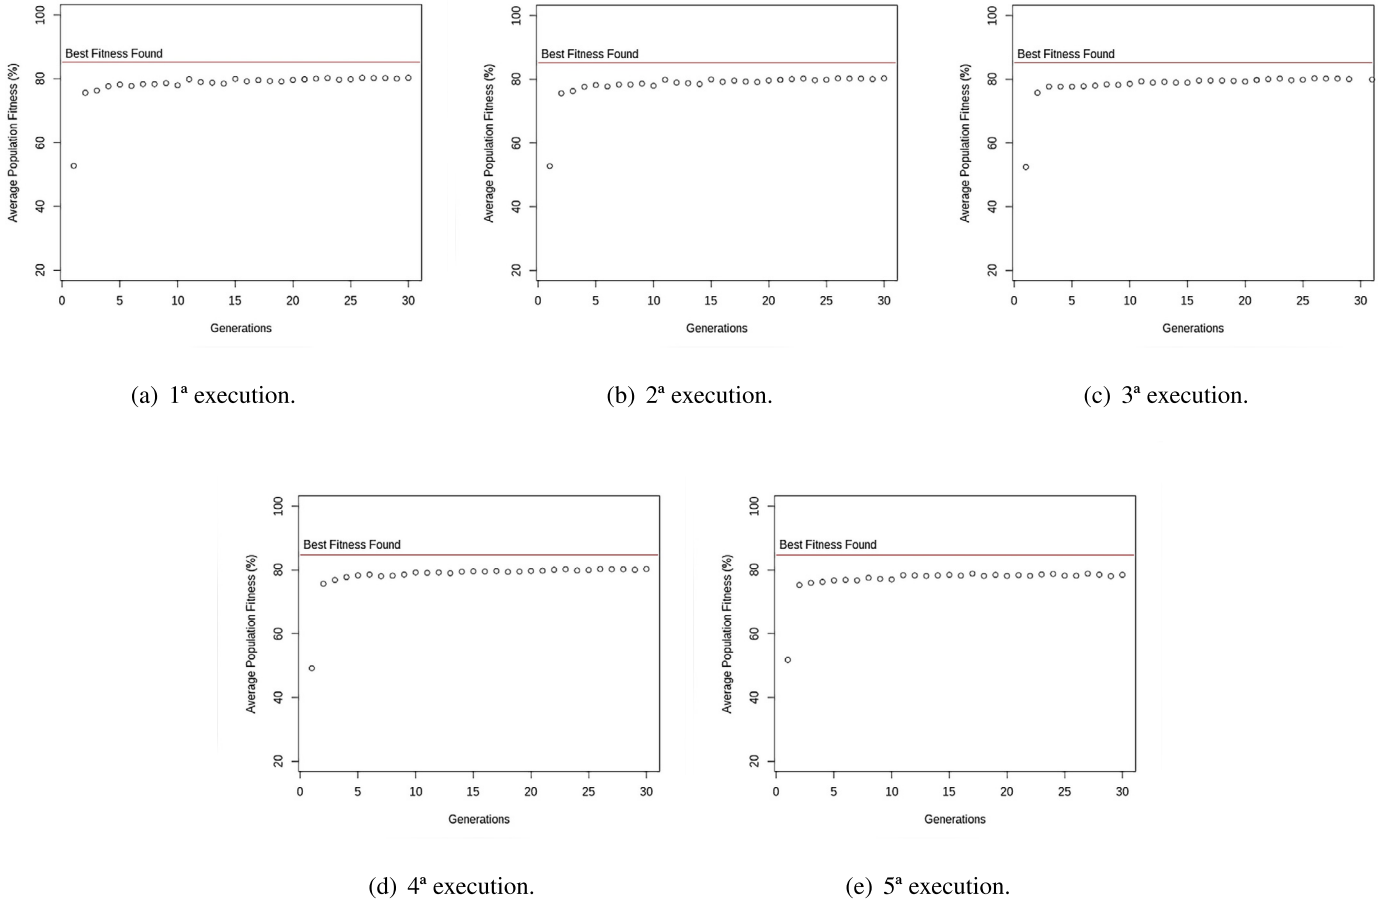 Best Fitness Found
Average Population Fitness (%)
100
80
60
40
20
0 5 10 15 20 25 30
Generations
(a) 1ª execution.
Best Fitness Found
Average Population Fitness (%)
100
80
60
40
20
0 5 10 15 20 25 30
Generations
(b) 2ª execution.
Best Fitness Found
Average Population Fitness (%)
100
80
60
40
20
0 5 10 15 20 25 30
Generations
(c) 3ª execution.
Best Fitness Found
Average Population Fitness (%)
100
80
60
40
20
0 5 10 15 20 25 30
Generations
(d) 4ª execution.
Best Fitness Found
Average Population Fitness (%)
100
80
60
40
20
0 5 10 15 20 25 30
Generations
(e) 5ª execution.